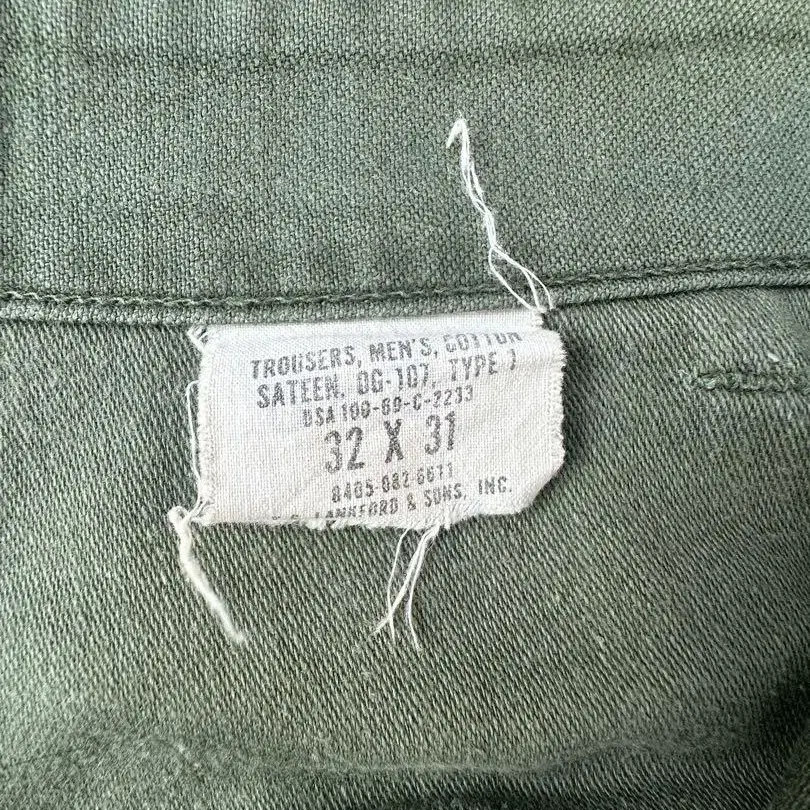 TROUSERS, MEN'S, COTTON
SATEEN, OG-107, TYPE 1
DSA 100-69-C-2233
32 X 31
8405-082-6611
LANKFORD & SONS, INC.